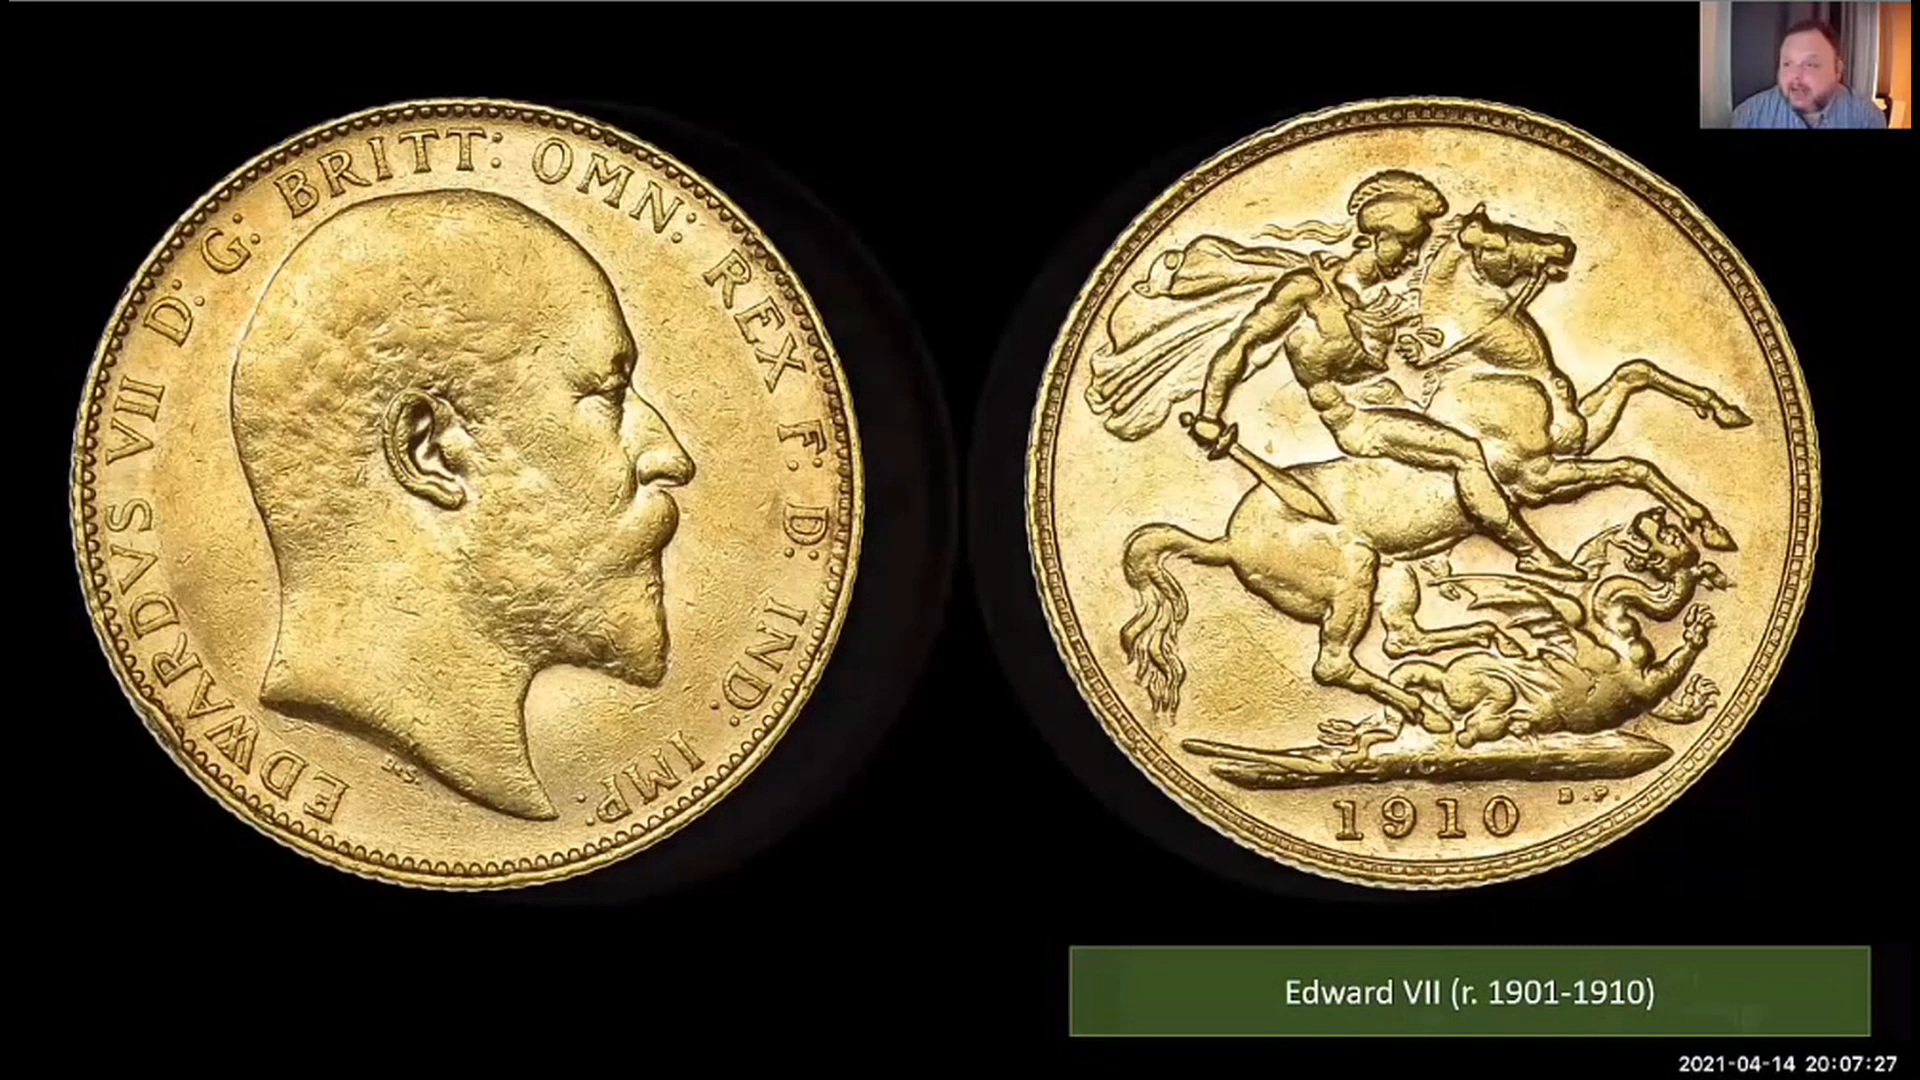 EDWARDVS VII D: G: BRITT: OMN: REX F: D: IND: IMP:
1910 B.P.
Edward VII (r. 1901-1910)
2021-04-14 20:07:27